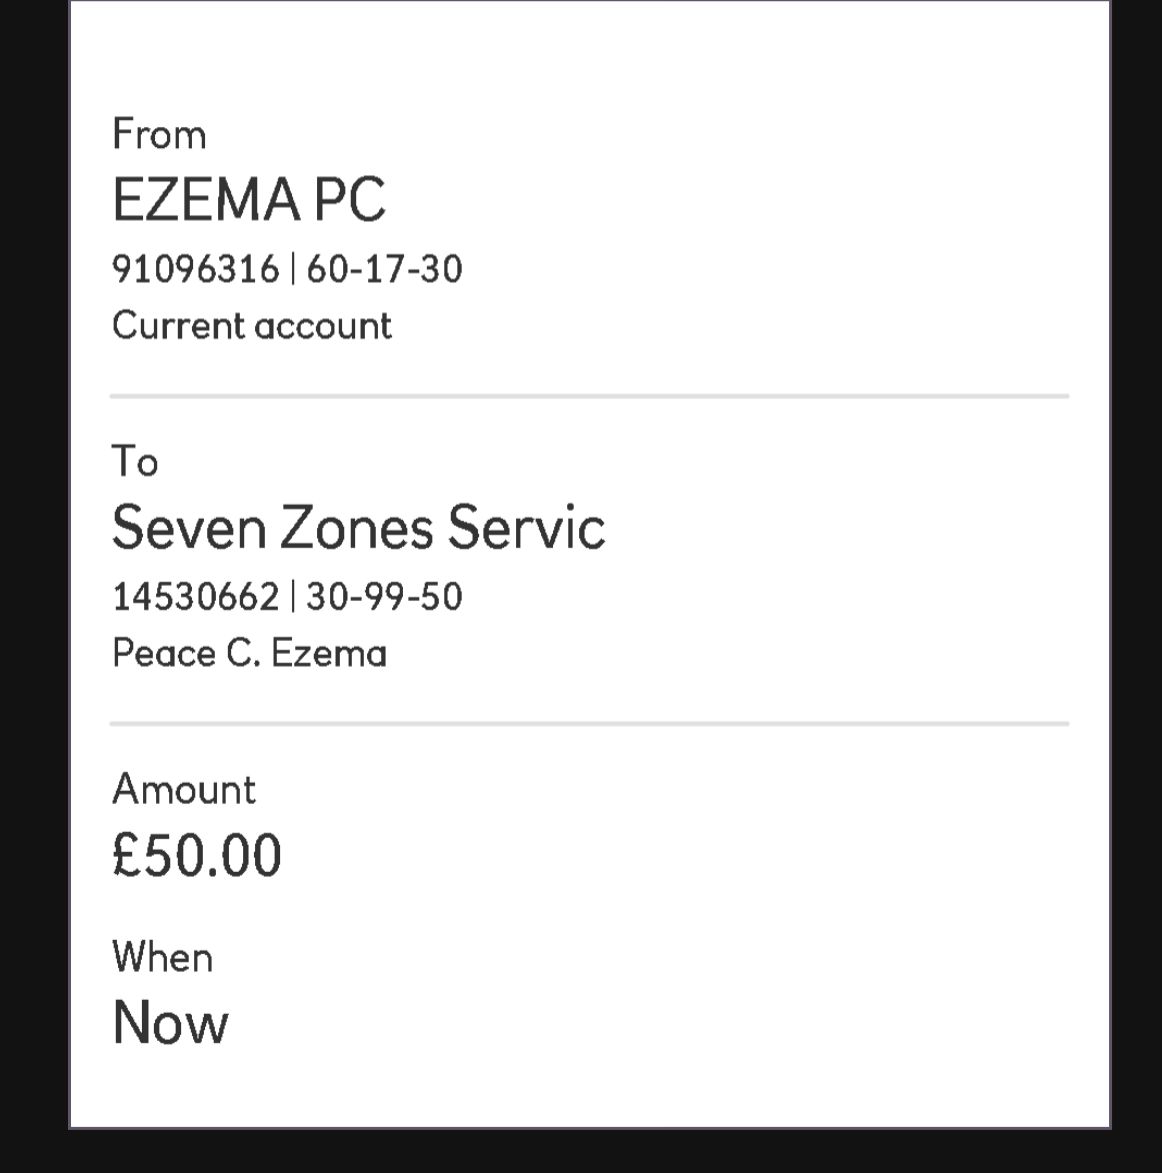 From
EZEMA PC
91096316 | 60-17-30
Current account
To
Seven Zones Servic
14530662 | 30-99-50
Peace C. Ezema
Amount
£50.00
When
Now